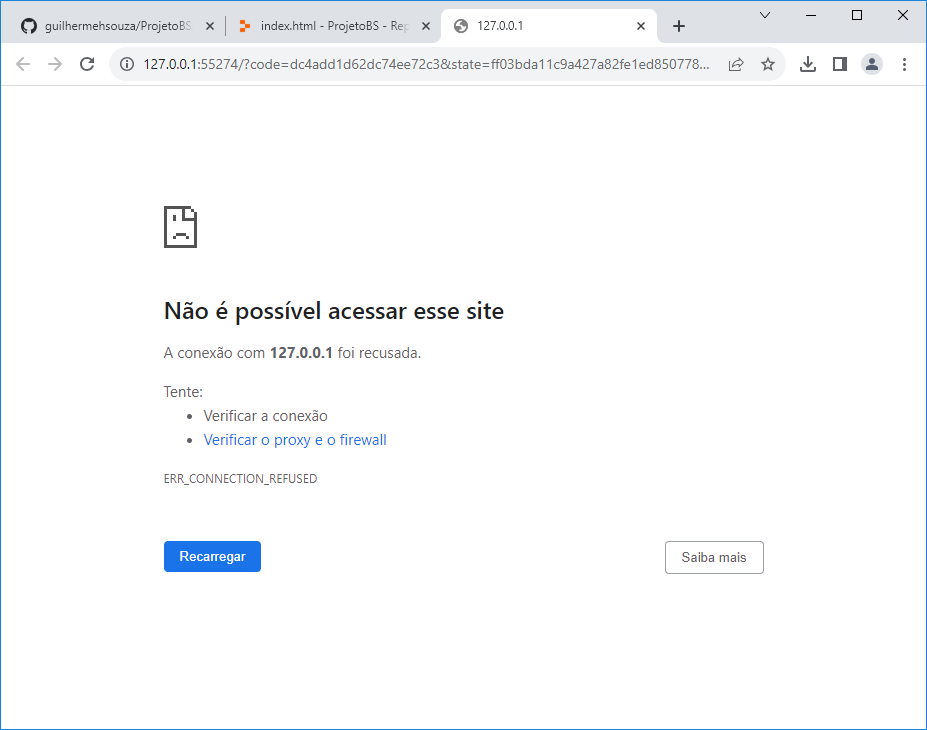 guilhermehsouza/ProjetoBS
index.html - ProjetoBS - Rep
127.0.0.1
127.0.0.1:55274/?code=dc4add1d62dc74ee72c3&state=ff03bda11c9a427a82fe1ed850778...
Não é possível acessar esse site
A conexão com 127.0.0.1 foi recusada.
Tente:
• Verificar a conexão
• Verificar o proxy e o firewall
ERR_CONNECTION_REFUSED
Recarregar
Saiba mais